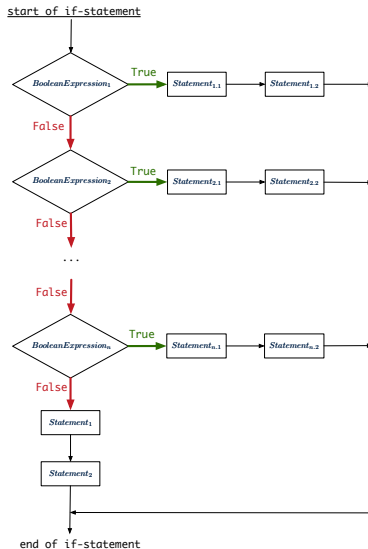 start of if-statement
True
BooleanExpression₁ Statement₁.₁ Statement₁.₂
False
True
BooleanExpression₂ Statement₂.₁ Statement₂.₂
False
...
False
True
BooleanExpressionₙ Statementₙ.₁ Statementₙ.₂
False
Statement₁
Statement₂
end of if-statement